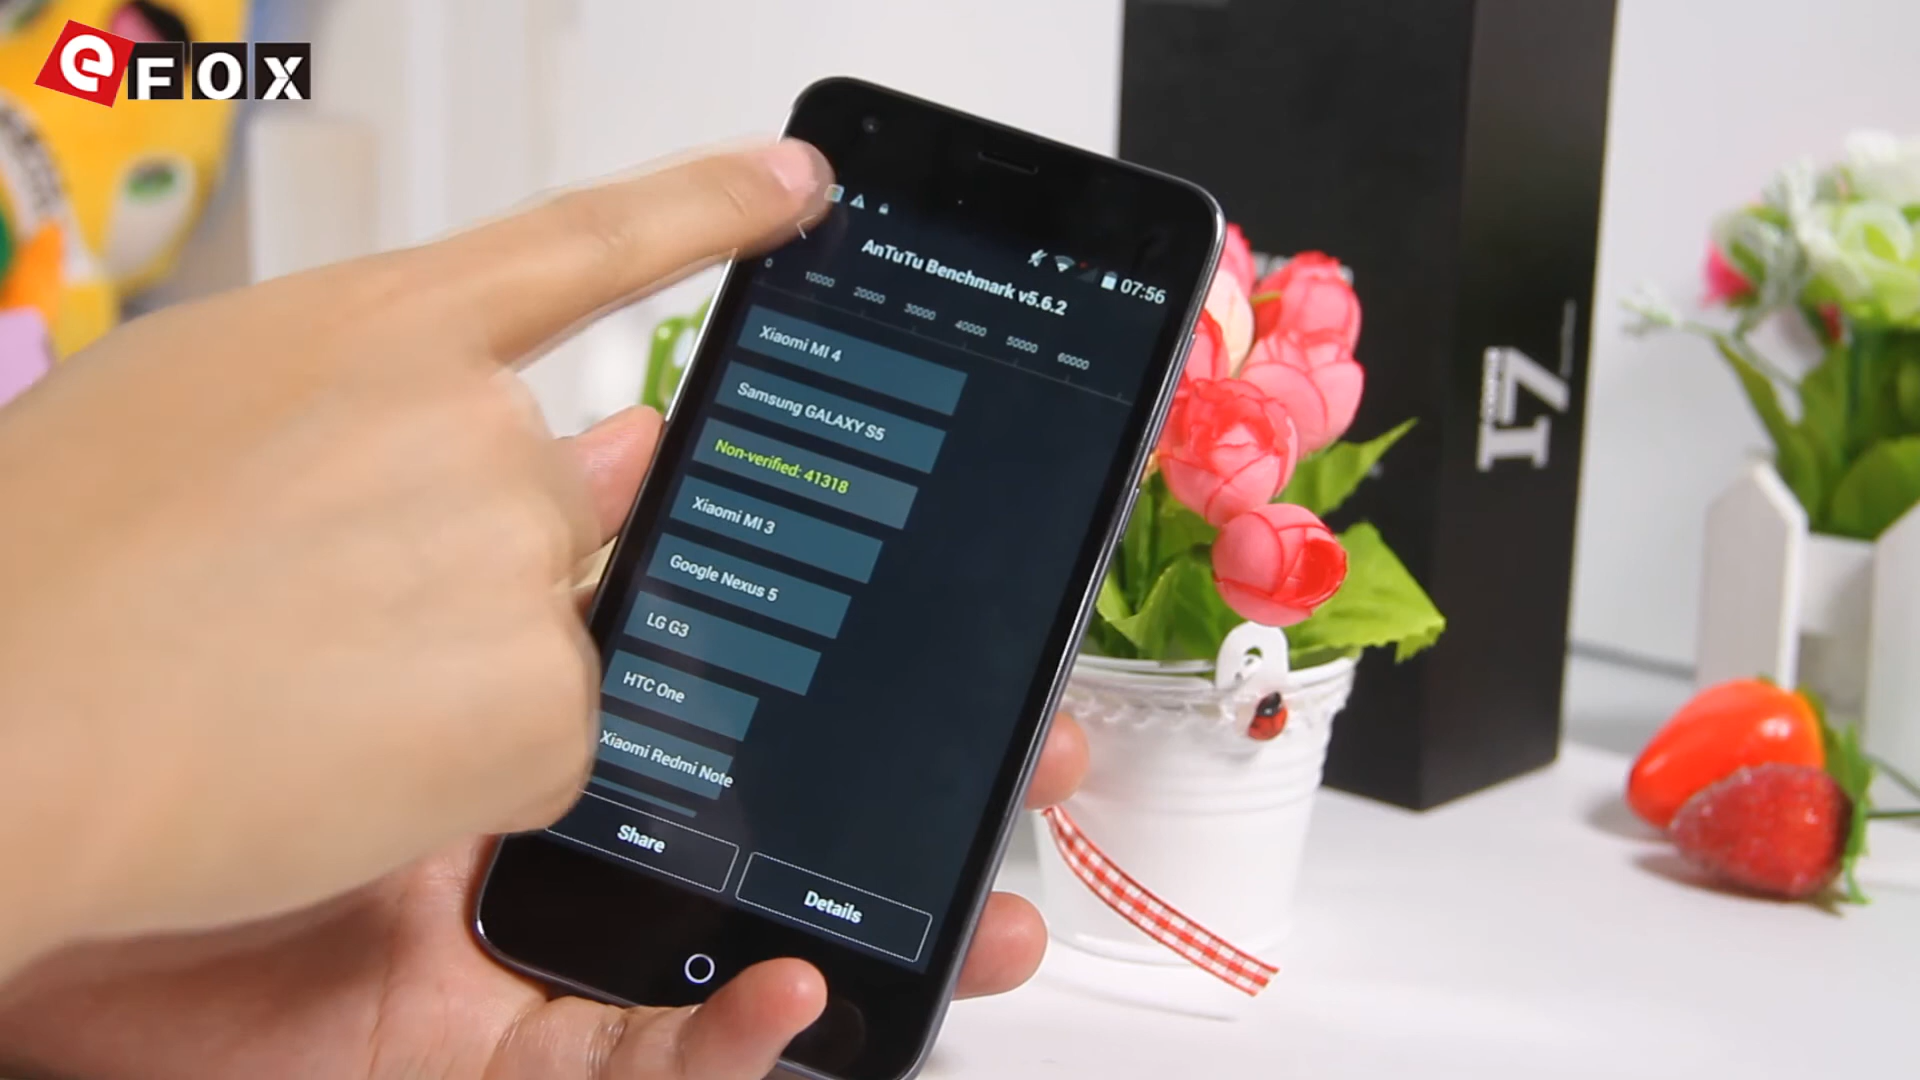 eFOX
07:56
AnTuTu Benchmark v5.6.2
0 10000 20000 30000 40000 50000 60000
Xiaomi MI 4
Samsung GALAXY S5
Non-verified: 41318
Xiaomi MI 3
Google Nexus 5
LG G3
HTC One
Xiaomi Redmi Note
Share
Details
I7